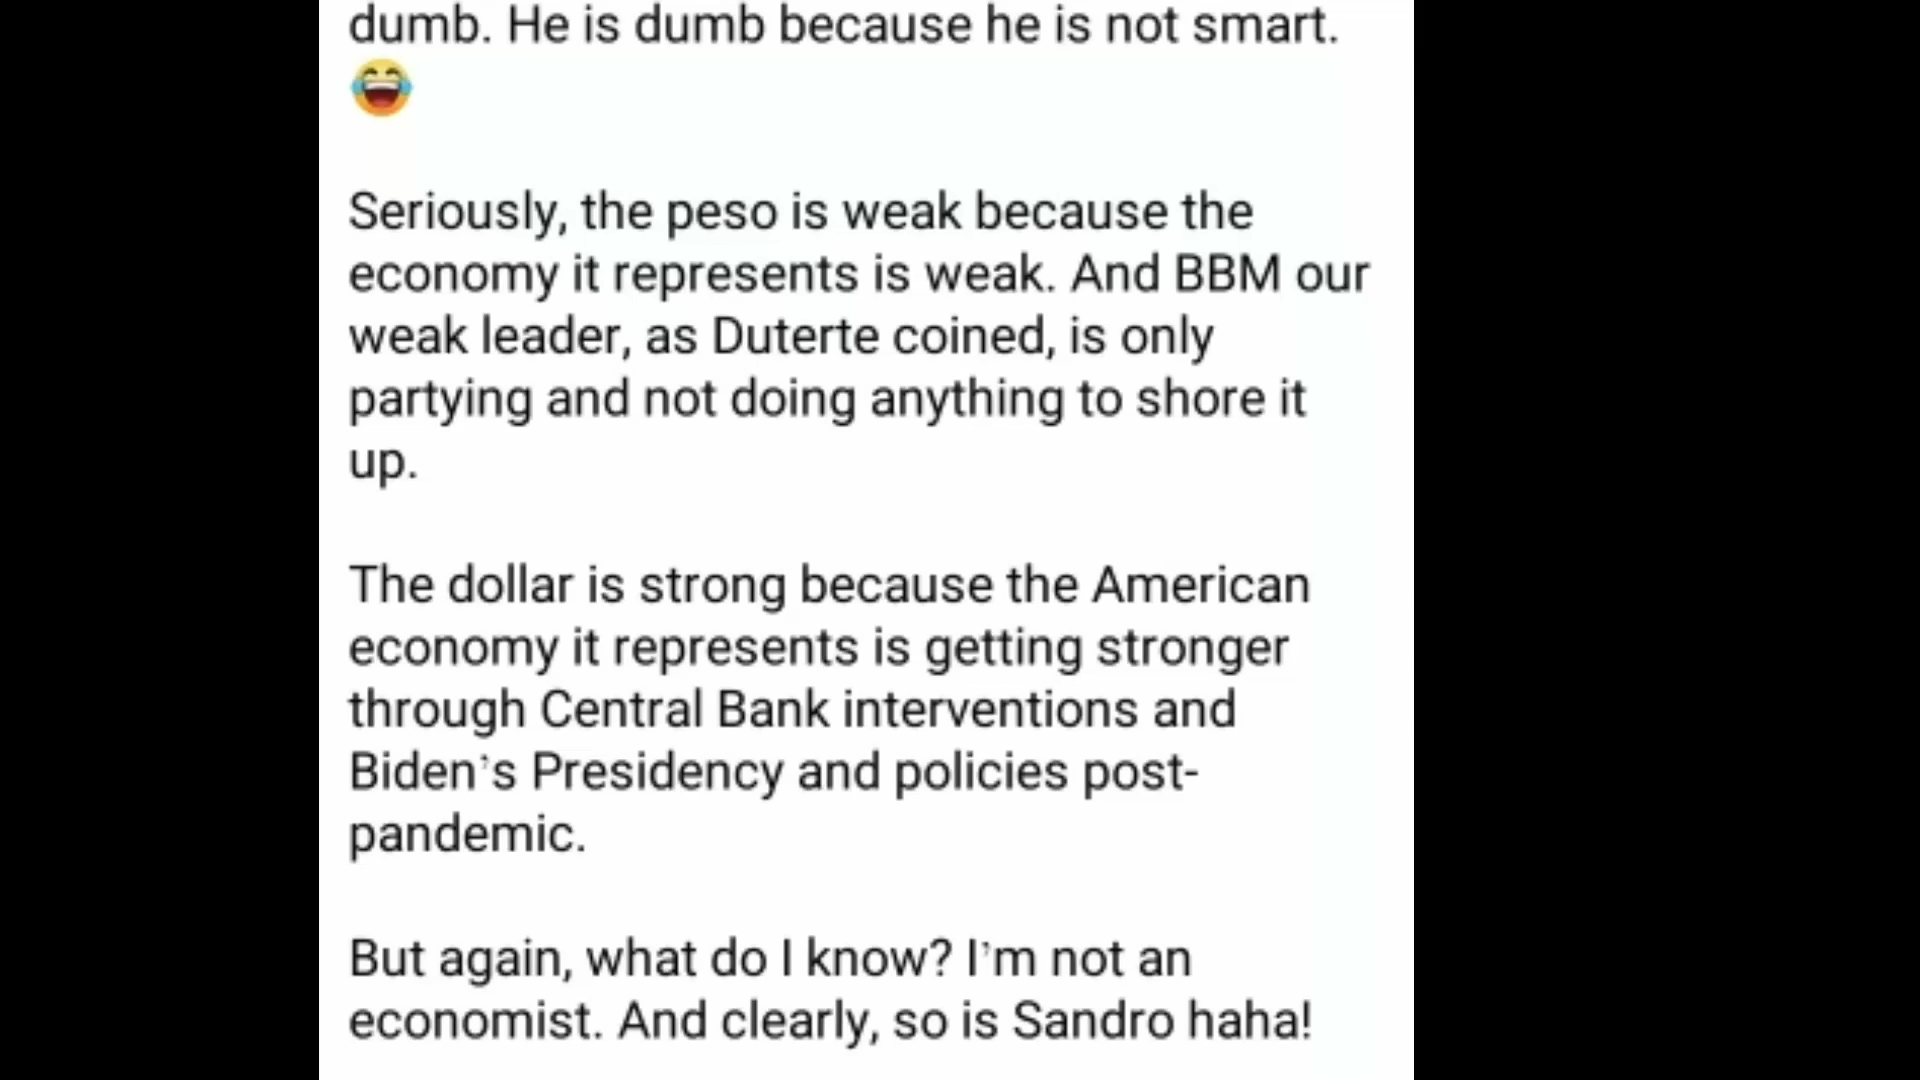 dumb. He is dumb because he is not smart.
😂
Seriously, the peso is weak because the
economy it represents is weak. And BBM our
weak leader, as Duterte coined, is only
partying and not doing anything to shore it
up.
The dollar is strong because the American
economy it represents is getting stronger
through Central Bank interventions and
Biden's Presidency and policies post-
pandemic.
But again, what do I know? I'm not an
economist. And clearly, so is Sandro haha!